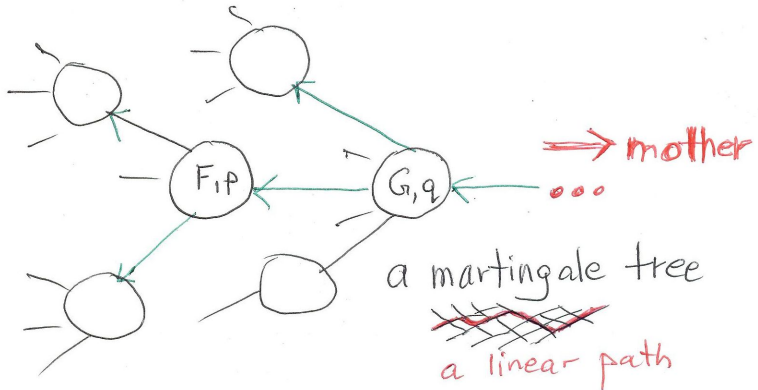 F,p
G,q
⇒ mother
...
a martingale tree
a linear path